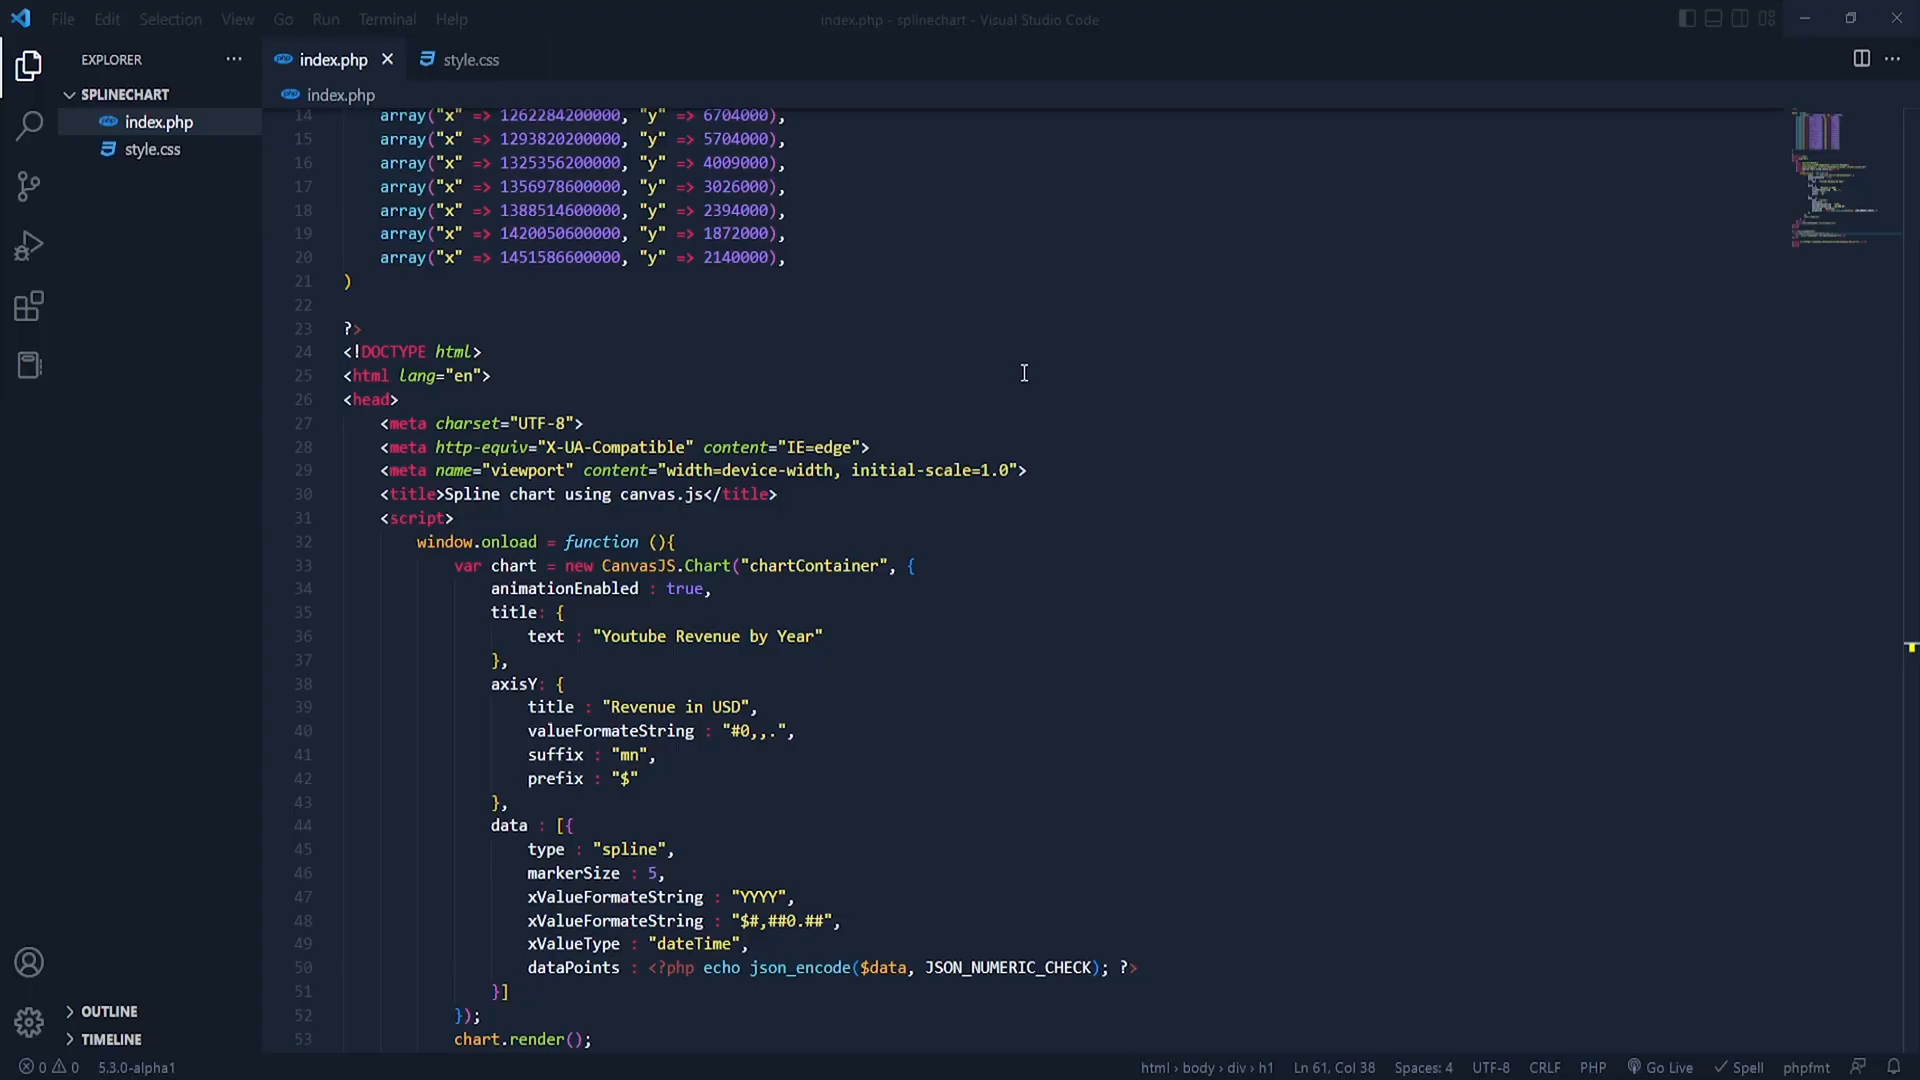 File Edit Selection View Go Run Terminal Help
index.php - splinechart - Visual Studio Code
EXPLORER
SPLINECHART
index.php
style.css
OUTLINE
TIMELINE
index.php
style.css
index.php
14 array("x" => 1262284200000, "y" => 6704000),
15 array("x" => 1293820200000, "y" => 5704000),
16 array("x" => 1325356200000, "y" => 4009000),
17 array("x" => 1356978600000, "y" => 3026000),
18 array("x" => 1388514600000, "y" => 2394000),
19 array("x" => 1420050600000, "y" => 1872000),
20 array("x" => 1451586600000, "y" => 2140000),
21 )
22
23 ?>
24 <!DOCTYPE html>
25 <html lang="en">
26 <head>
27 <meta charset="UTF-8">
28 <meta http-equiv="X-UA-Compatible" content="IE=edge">
29 <meta name="viewport" content="width=device-width, initial-scale=1.0">
30 <title>Spline chart using canvas.js</title>
31 <script>
32 window.onload = function (){
33 var chart = new CanvasJS.Chart("chartContainer", {
34 animationEnabled : true,
35 title: {
36 text : "Youtube Revenue by Year"
37 },
38 axisY: {
39 title : "Revenue in USD",
40 valueFormateString : "#0,,.",
41 suffix : "mn",
42 prefix : "$"
43 },
44 data : [{
45 type : "spline",
46 markerSize : 5,
47 xValueFormateString : "YYYY",
48 xValueFormateString : "$#,##0.##",
49 xValueType : "dateTime",
50 dataPoints : <?php echo json_encode($data, JSON_NUMERIC_CHECK); ?>
51 }]
52 });
53 chart.render();
0 0 5.3.0-alpha1
html › body › div › h1 Ln 61, Col 38 Spaces: 4 UTF-8 CRLF PHP Go Live Spell phpfmt